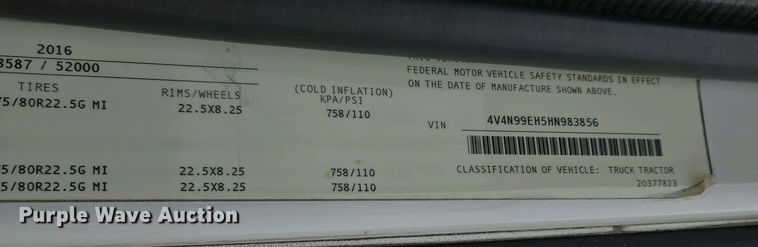 2016
3587 / 52000
TIRES RIMS/WHEELS (COLD INFLATION)
KPA/PSI
75/80R22.5G MI 22.5X8.25 758/110
5/80R22.5G MI 22.5X8.25 758/110
5/80R22.5G MI 22.5X8.25 758/110
FEDERAL MOTOR VEHICLE SAFETY STANDARDS IN EFFECT
ON THE DATE OF MANUFACTURE SHOWN ABOVE.
VIN 4V4N99EH5HN983856
CLASSIFICATION OF VEHICLE: TRUCK TRACTOR
20377823
Purple Wave Auction